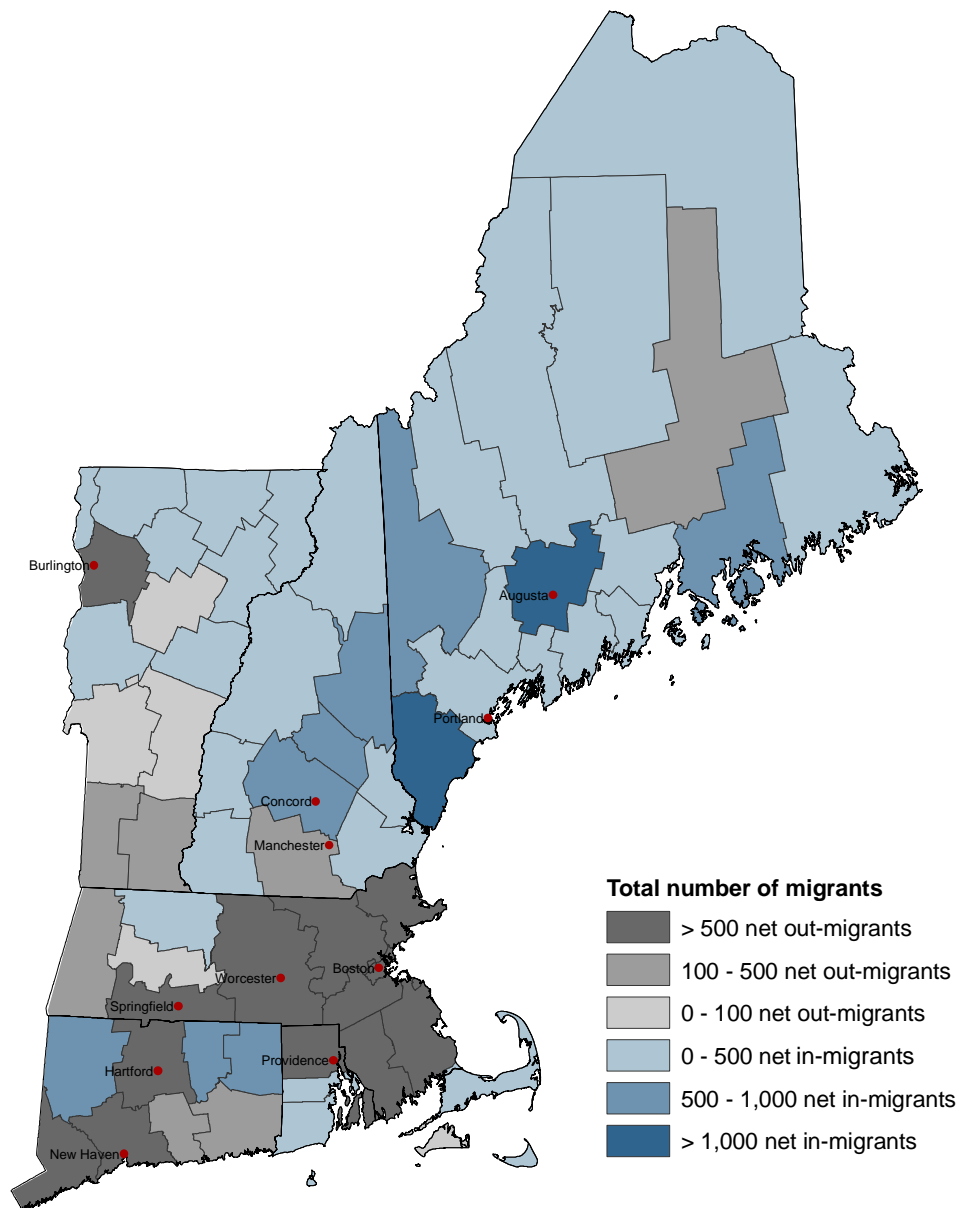 Burlington
Augusta
Portland
Concord
Manchester
Boston
Worcester
Springfield
Providence
Hartford
New Haven
Total number of migrants
> 500 net out-migrants
100 - 500 net out-migrants
0 - 100 net out-migrants
0 - 500 net in-migrants
500 - 1,000 net in-migrants
> 1,000 net in-migrants